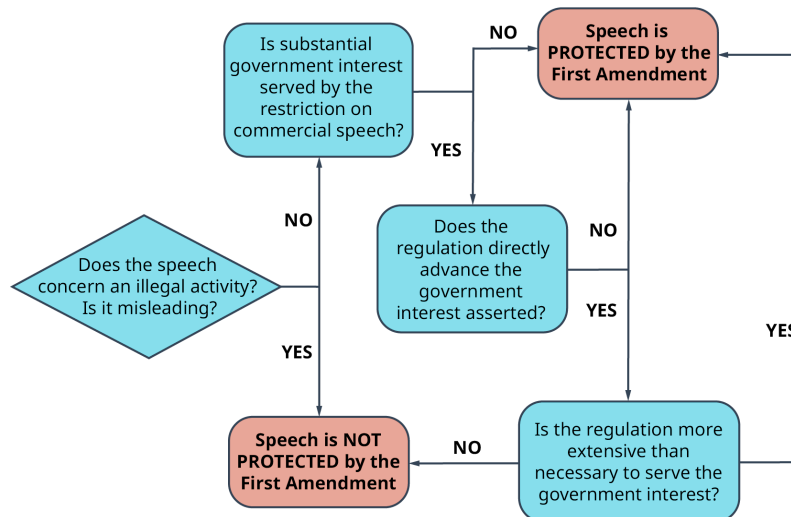 Is substantial
government interest
served by the
restriction on
commercial speech?
NO
Speech is
PROTECTED by the
First Amendment
YES
NO
Does the speech
concern an illegal activity?
Is it misleading?
YES
Does the
regulation directly
advance the
government
interest asserted?
NO
YES
YES
Speech is NOT
PROTECTED by the
First Amendment
NO
Is the regulation more
extensive than
necessary to serve the
government interest?